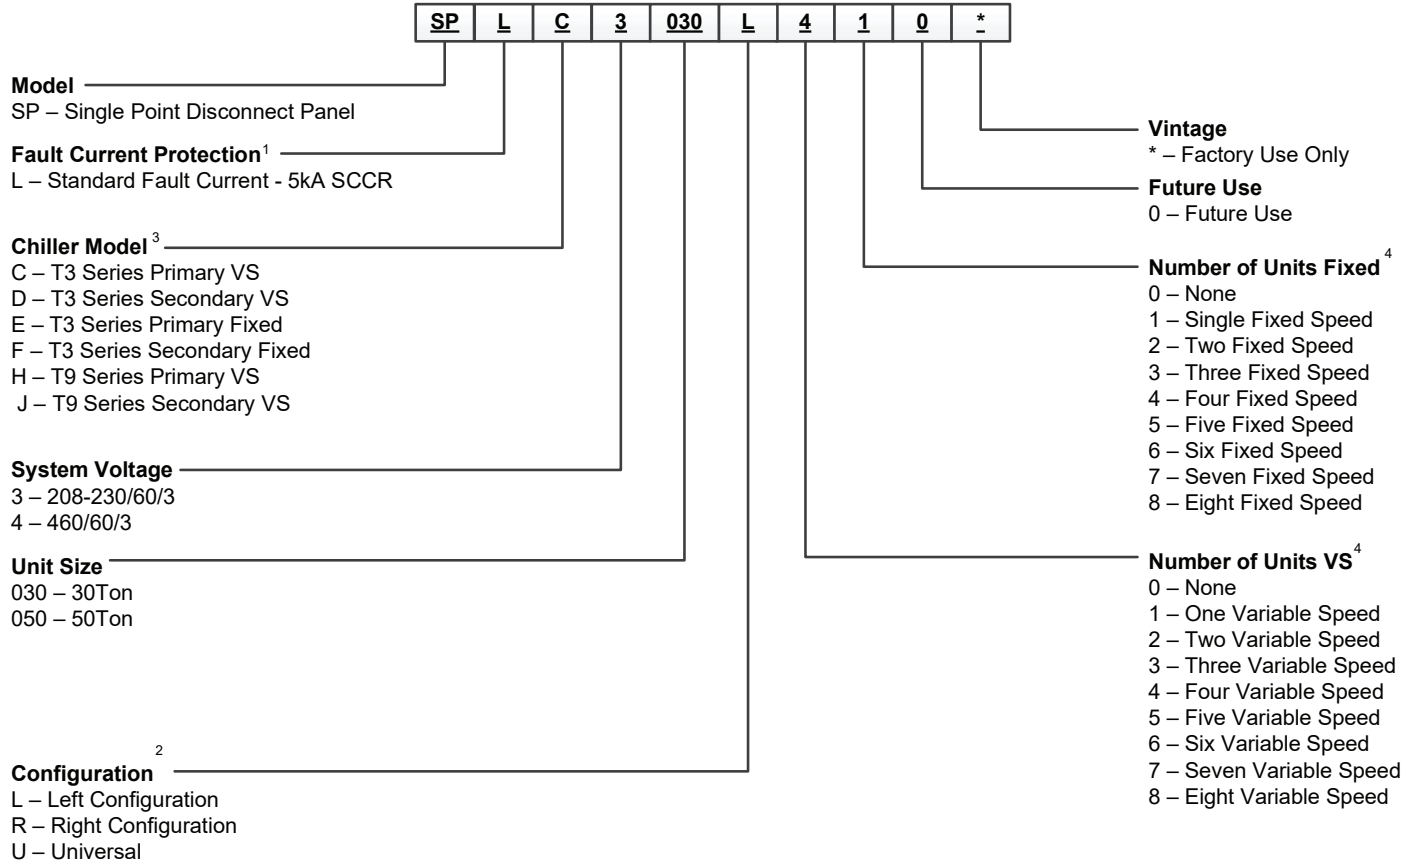 SP L C 3 030 L 4 1 0 *
Model
SP – Single Point Disconnect Panel
Fault Current Protection1
L – Standard Fault Current - 5kA SCCR
Chiller Model 3
C – T3 Series Primary VS
D – T3 Series Secondary VS
E – T3 Series Primary Fixed
F – T3 Series Secondary Fixed
H – T9 Series Primary VS
J – T9 Series Secondary VS
System Voltage
3 – 208-230/60/3
4 – 460/60/3
Unit Size
030 – 30Ton
050 – 50Ton
Configuration 2
L – Left Configuration
R – Right Configuration
U – Universal
Vintage
* – Factory Use Only
Future Use
0 – Future Use
Number of Units Fixed 4
0 – None
1 – Single Fixed Speed
2 – Two Fixed Speed
3 – Three Fixed Speed
4 – Four Fixed Speed
5 – Five Fixed Speed
6 – Six Fixed Speed
7 – Seven Fixed Speed
8 – Eight Fixed Speed
Number of Units VS4
0 – None
1 – One Variable Speed
2 – Two Variable Speed
3 – Three Variable Speed
4 – Four Variable Speed
5 – Five Variable Speed
6 – Six Variable Speed
7 – Seven Variable Speed
8 – Eight Variable Speed